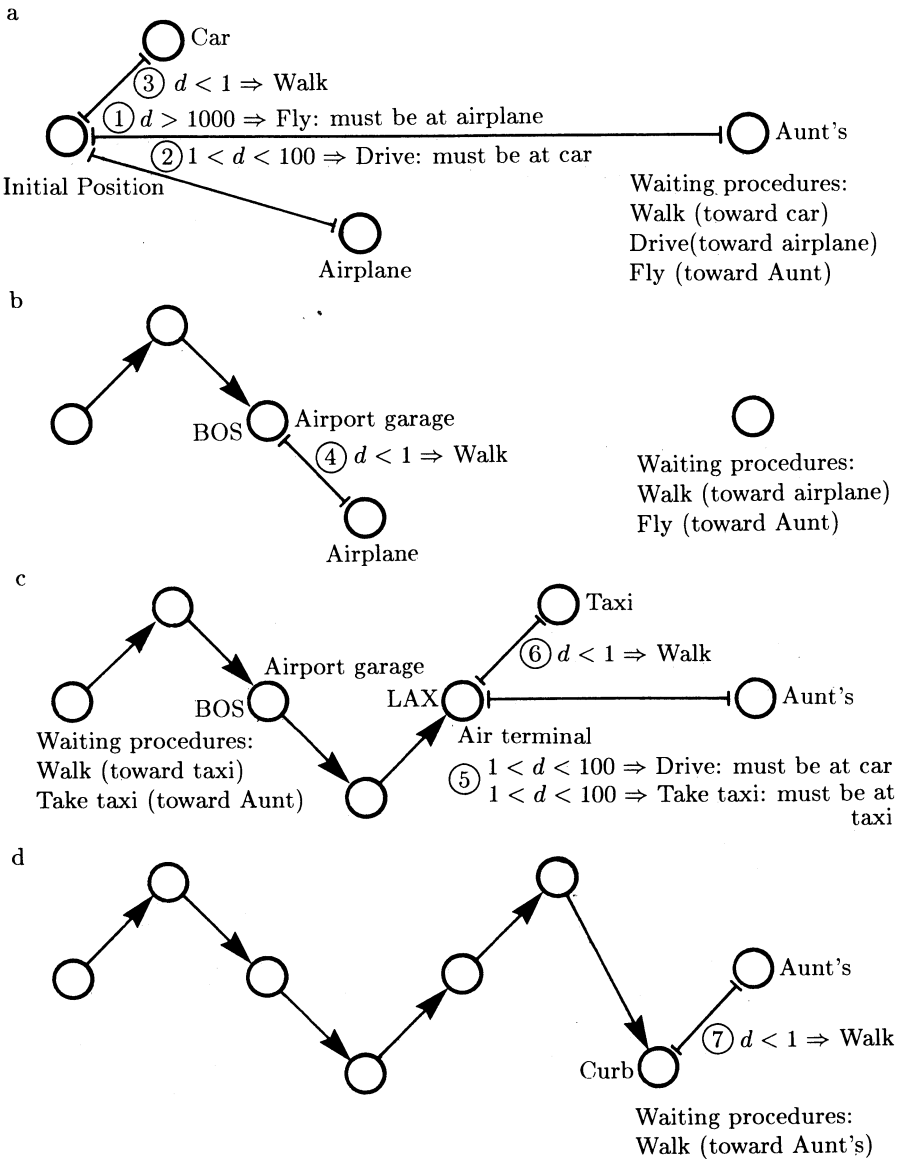 a
Car
③ d < 1 ⇒ Walk
① d > 1000 ⇒ Fly: must be at airplane
Aunt's
② 1 < d < 100 ⇒ Drive: must be at car
Initial Position
Airplane
Waiting procedures:
Walk (toward car)
Drive(toward airplane)
Fly (toward Aunt)
b
Airport garage
BOS
④ d < 1 ⇒ Walk
Airplane
Waiting procedures:
Walk (toward airplane)
Fly (toward Aunt)
c
Taxi
⑥ d < 1 ⇒ Walk
Airport garage
BOS
LAX
Aunt's
Air terminal
Waiting procedures:
Walk (toward taxi)
Take taxi (toward Aunt)
⑤ 1 < d < 100 ⇒ Drive: must be at car
1 < d < 100 ⇒ Take taxi: must be at
taxi
d
Aunt's
⑦ d < 1 ⇒ Walk
Curb
Waiting procedures:
Walk (toward Aunt's)